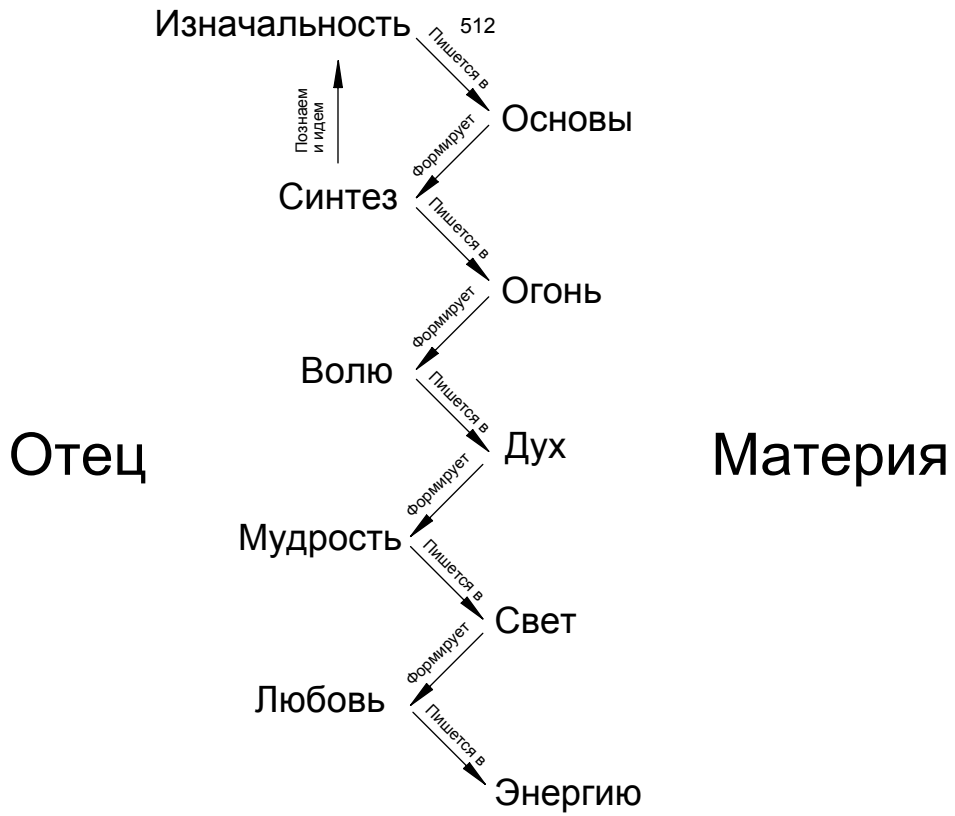 Изначальность 512
Пишется в
Основы
Познаем
и идем
Формирует
Синтез
Пишется в
Огонь
Формирует
Волю
Пишется в
Отец
Дух
Материя
Формирует
Мудрость
Пишется в
Свет
Формирует
Любовь
Пишется в
Энергию